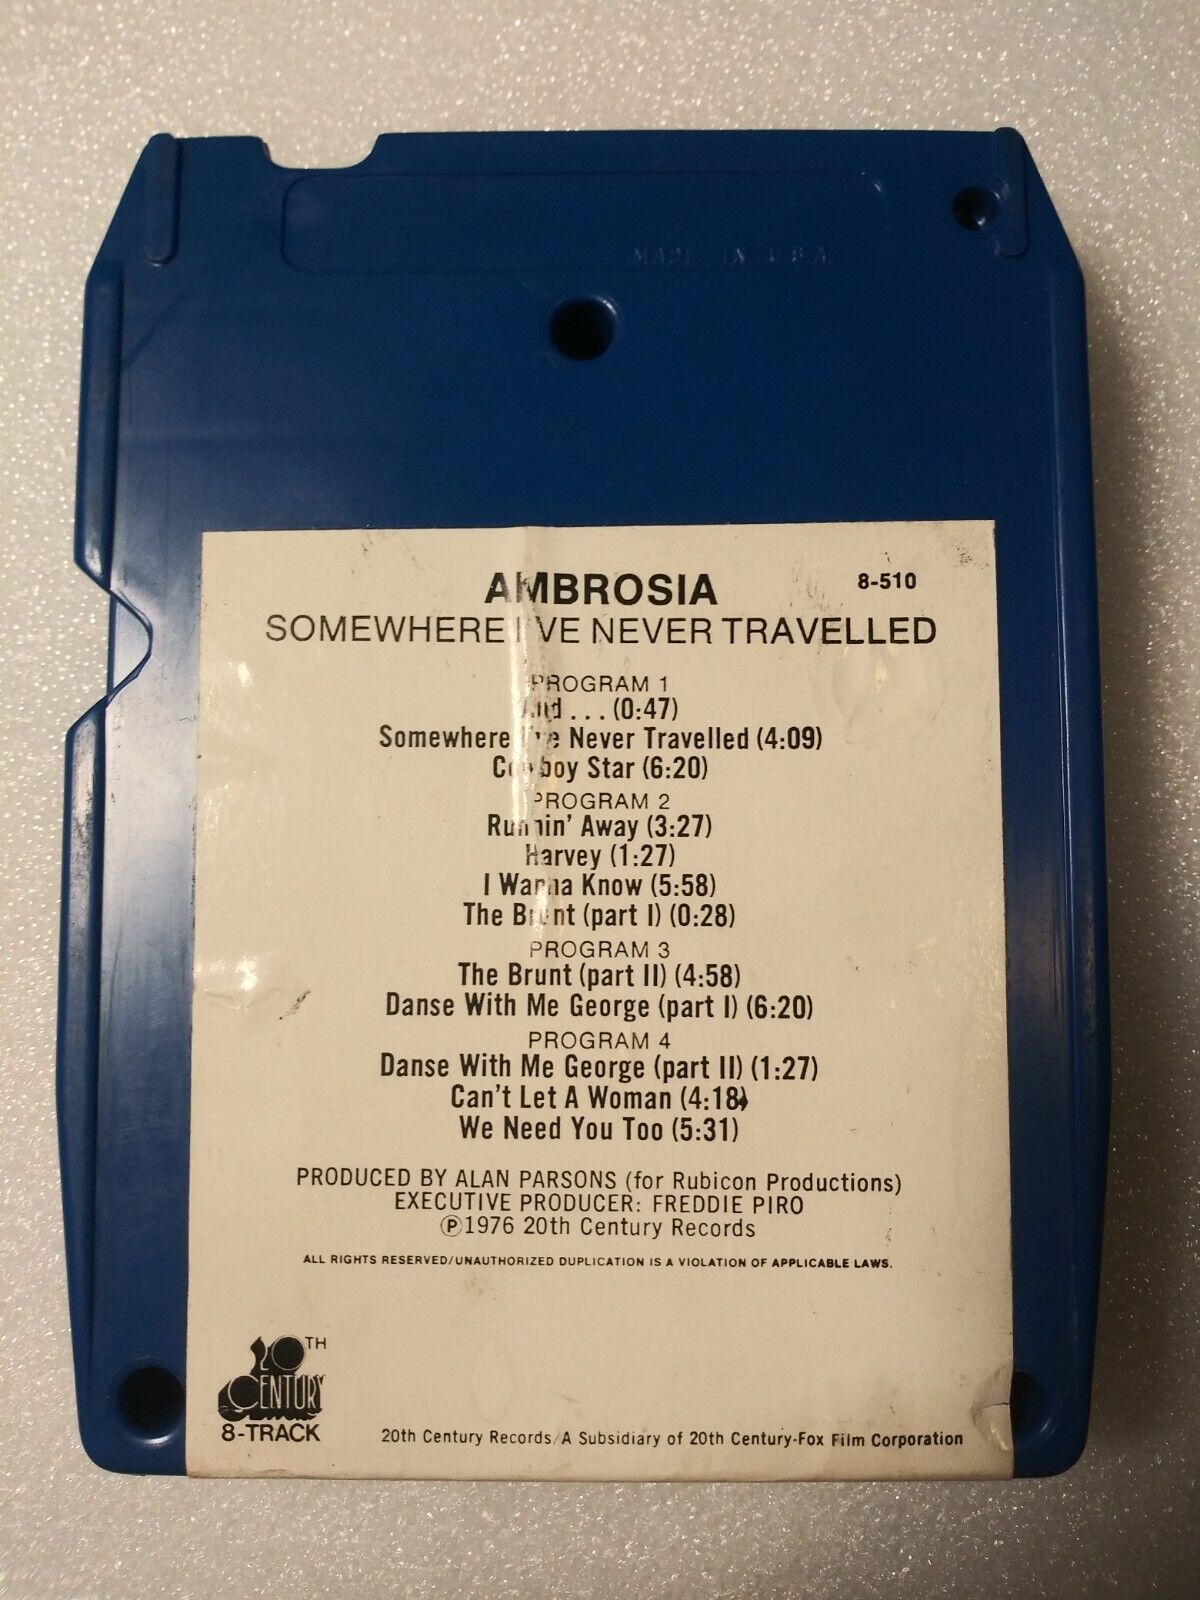 MADE IN U.S.A.
AMBROSIA
8-510
SOMEWHERE I'VE NEVER TRAVELLED
PROGRAM 1
And . . . (0:47)
Somewhere I've Never Travelled (4:09)
Cowboy Star (6:20)
PROGRAM 2
Runnin' Away (3:27)
Harvey (1:27)
I Wanna Know (5:58)
The Brunt (part I) (0:28)
PROGRAM 3
The Brunt (part II) (4:58)
Danse With Me George (part I) (6:20)
PROGRAM 4
Danse With Me George (part II) (1:27)
Can't Let A Woman (4:18)
We Need You Too (5:31)
PRODUCED BY ALAN PARSONS (for Rubicon Productions)
EXECUTIVE PRODUCER: FREDDIE PIRO
℗1976 20th Century Records
ALL RIGHTS RESERVED/UNAUTHORIZED DUPLICATION IS A VIOLATION OF APPLICABLE LAWS.
20TH
CENTURY
8-TRACK
20th Century Records/A Subsidiary of 20th Century-Fox Film Corporation